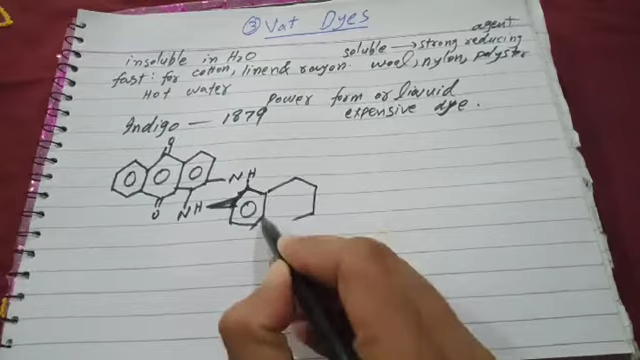 ③ Vat Dyes
insoluble in H₂O soluble → strong reducing agent
fast: for cotton, linen & rayon. wool, nylon, polyster
Hot water
Power form or liquid
Indigo — 1879 expensive dye.
O
NH
O NH